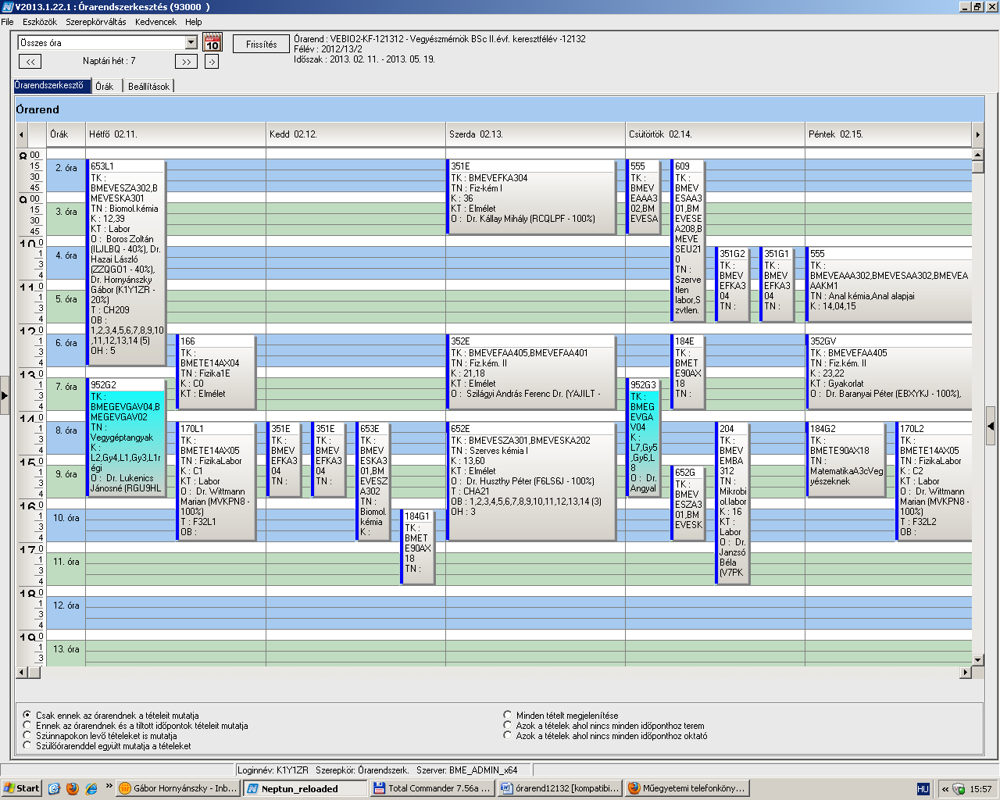 V2013.1.22.1 : Órarendszerkesztés (93000 )
File Eszközök Szerepkörváltás Kedvencek Help
Összes óra
10
Frissítés
Órarend : VEBIO2-KF-121312 - Vegyészmérnök BSc II.évf. keresztfélév -12132
Félév : 2012/13/2
Időszak : 2013. 02. 11. - 2013. 05. 19.
<< Naptári hét : 7 >> ->
Órarendszerkesztő Órák Beállítások
Órarend
Órák Hétfő 02.11. Kedd 02.12. Szerda 02.13. Csütörtök 02.14. Péntek 02.15.
8 00
15
30
45
9 00
15
30
45
10 0
1
3
4
11 0
1
3
4
12 0
1
3
4
13 0
1
3
4
14 0
1
3
4
15 0
1
3
4
16 0
1
3
4
17 0
1
3
4
18 0
1
3
4
19 0
1
3
2. óra
3. óra
4. óra
5. óra
6. óra
7. óra
8. óra
9. óra
10. óra
11. óra
12. óra
13. óra
653L1
TK :
BMEVESZA302,B
MEVESKA301
TN : Biomol.kémia
K : 12,39
KT : Labor
O : Boros Zoltán
(ILJLBQ - 40%), Dr.
Hazai László
(ZZQGO1 - 40%),
Dr. Hornyánszky
Gábor (K1Y1ZR -
20%)
T : CH209
OB :
1,2,3,4,5,6,7,8,9,10
,11,12,13,14 (5)
OH : 5
166
TK :
BMETE14AX04
TN : Fizika1E
K : C0
KT : Elmélet
952G2
TK :
BMEGEVGAV04,B
MEGEVGAV02
TN :
Vegygéptanyak
K :
L2,Gy4,L1,Gy3,L1r
égi
O : Dr. Lukenics
Jánosné (RGU9HL
170L1
TK :
BMETE14AX05
TN : FizikaLabor
K : C1
KT : Labor
O : Dr. Wittmann
Marian (MVKPN8 -
100%)
T : F32L1
OB :
351E
TK :
BMEV
EFKA3
04
TN :
351E
TK :
BMEV
EFKA3
04
TN :
653E
TK :
BMEV
ESKA3
01,BM
EVESZ
A302
TN :
Biomol.
kémia
K :
184G1
TK :
BMET
E90AX
18
TN :
351E
TK : BMEVEFKA304
TN : Fiz-kém I
K : 36
KT : Elmélet
O : Dr. Kállay Mihály (RCQLPF - 100%)
352E
TK : BMEVEFAA405,BMEVEFAA401
TN : Fiz.kém. II
K : 21,18
KT : Elmélet
O : Szilágyi András Ferenc Dr. (YAJILT -
652E
TK : BMEVESZA301,BMEVESKA202
TN : Szerves kémia I
K : 13,60
KT : Elmélet
O : Dr. Huszthy Péter (F6LS6J - 100%)
T : CHA21
OB : 1,2,3,4,5,6,7,8,9,10,11,12,13,14 (3)
OH : 3
555
TK :
BMEV
EAAA3
02,BM
EVESA
609
TK :
BMEV
ESAA3
01,BM
EVESE
A208,B
MEVE
SEU21
0
TN :
Szerve
tlen
labor,S
zvtlen.
351G2
TK :
BMEV
EFKA3
04
TN :
351G1
TK :
BMEV
EFKA3
04
TN :
184E
TK :
BMET
E90AX
18
TN :
952G3
TK :
BMEG
EVGA
V04
K :
L7,Gy5
,Gy6,L
8
O : Dr.
Angyal
652G
TK :
BMEV
ESZA3
01,BM
EVESK
204
TK :
BMEV
EMBA
312
TN :
Mikrobi
ol.labor
K : 16
KT :
Labor
O : Dr.
Janzsó
Béla
(V7PK
555
TK :
BMEVEAAA302,BMEVESAA302,BMEVEA
AAKM1
TN : Anal kémia,Anal alapjai
K : 14,04,15
352GV
TK : BMEVEFAA405
TN : Fiz.kém. II
K : 23,22
KT : Gyakorlat
O : Dr. Baranyai Péter (EBXYKJ - 100%),
184G2
TK :
BMETE90AX18
TN :
MatematikaA3cVeg
yészeknek
170L2
TK :
BMETE14AX05
TN : FizikaLabor
K : C2
KT : Labor
O : Dr. Wittmann
Marian (MVKPN8 -
100%)
T : F32L2
OB :
Csak ennek az órarendnek a tételeit mutatja
Ennek az órarendnek és a tiltott időpontok tételeit mutatja
Szünnapokon levő tételeket is mutatja
Szülőórarenddel együtt mutatja a tételeket
Minden tételt megjelenítése
Azok a tételek ahol nincs minden időponthoz terem
Azok a tételek ahol nincs minden időponthoz oktató
Loginnév: K1Y1ZR Szerepkör: Órarendszerk. Szerver: BME_ADMIN_x64
Start » Gábor Hornyánszky - Inb... Neptun_reloaded Total Commander 7.56a ... órarend12132 [kompatibi... Műegyetemi telefonköny... HU « 15:57